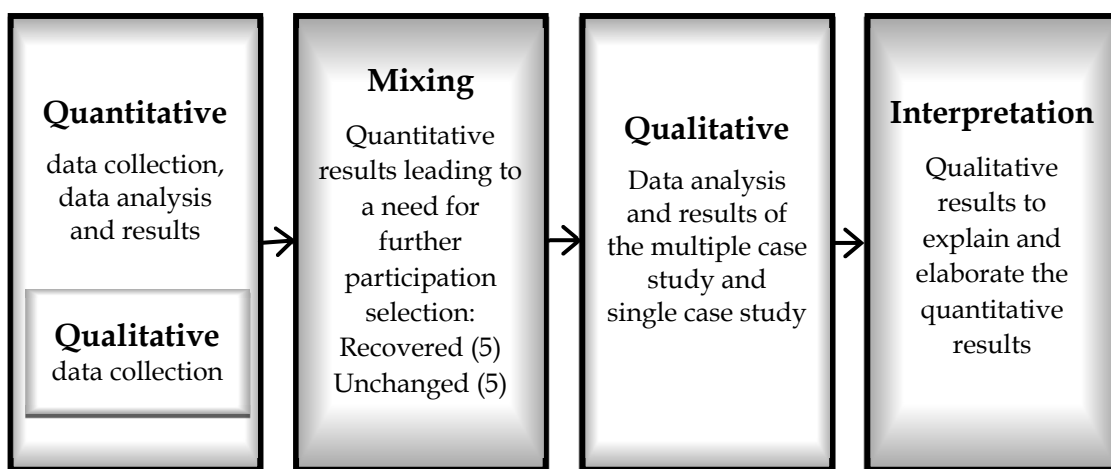 Quantitative
data collection,
data analysis
and results
Qualitative
data collection
Mixing
Quantitative
results leading to
a need for
further
participation
selection:
Recovered (5)
Unchanged (5)
Qualitative
Data analysis
and results of
the multiple case
study and
single case study
Interpretation
Qualitative
results to
explain and
elaborate the
quantitative
results